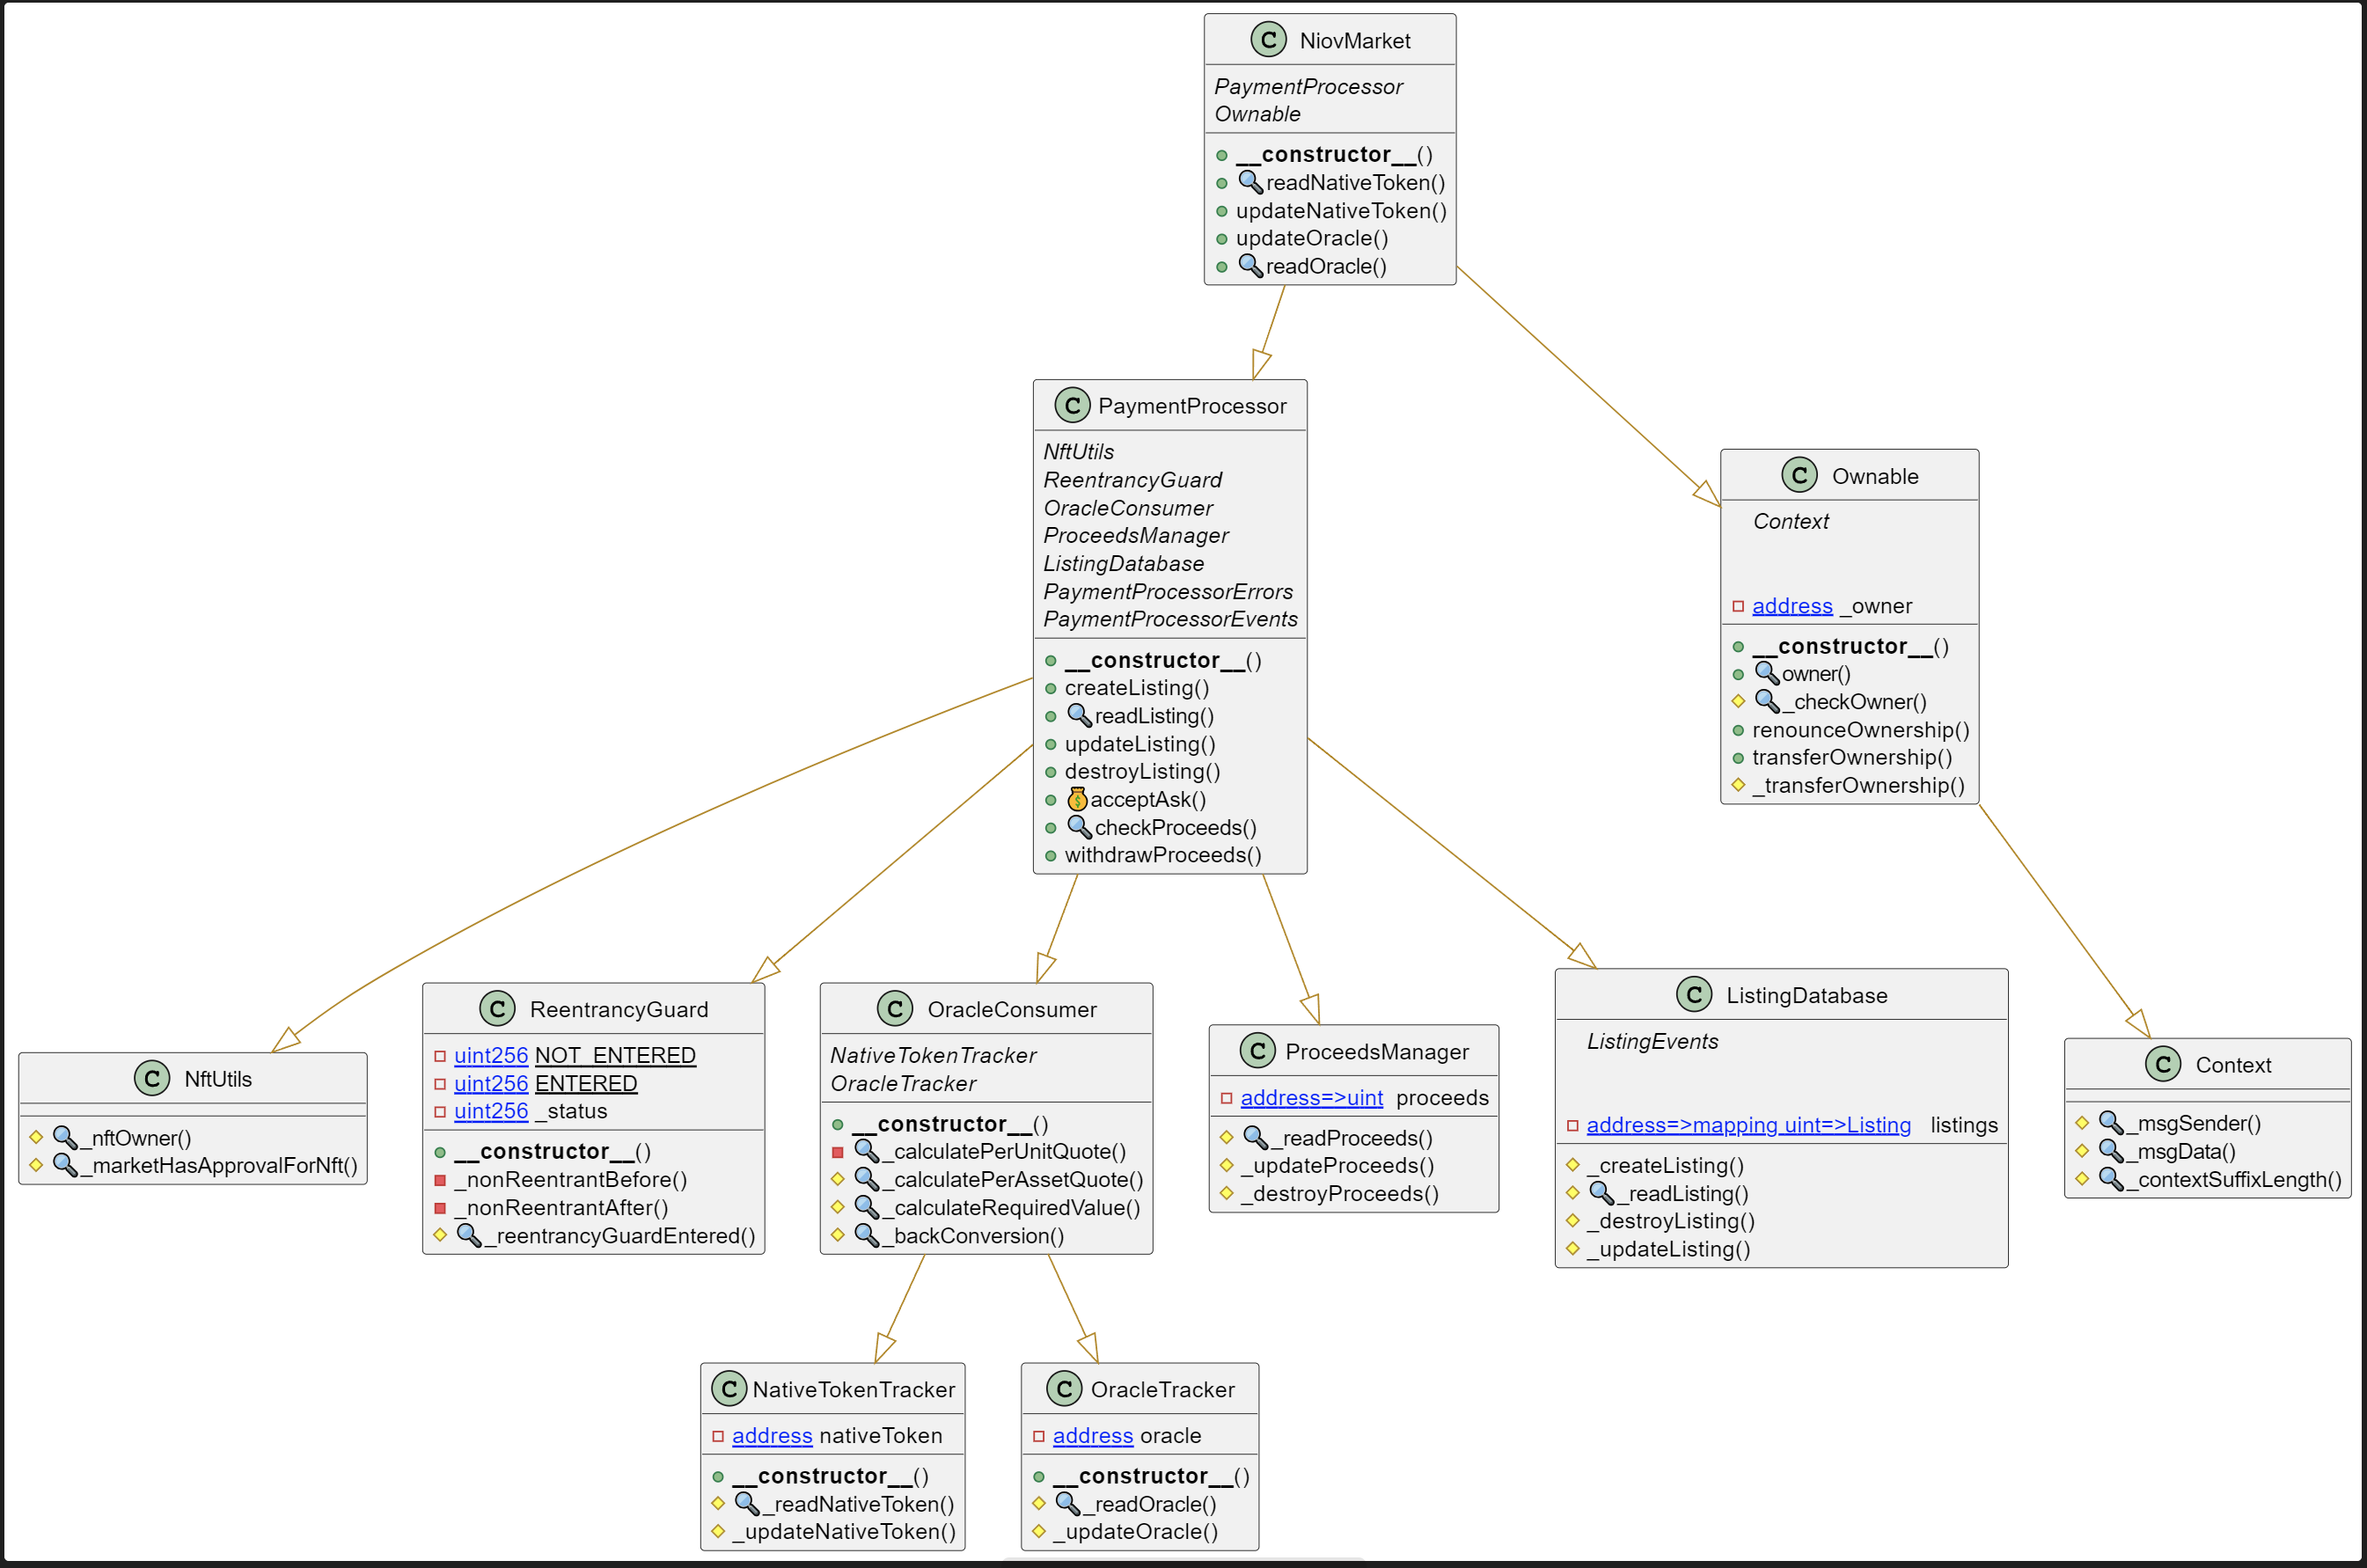 C NiovMarket
PaymentProcessor
Ownable
__constructor__()
readNativeToken()
updateNativeToken()
updateOracle()
readOracle()
C PaymentProcessor
NftUtils
ReentrancyGuard
OracleConsumer
ProceedsManager
ListingDatabase
PaymentProcessorErrors
PaymentProcessorEvents
__constructor__()
createListing()
readListing()
updateListing()
destroyListing()
acceptAsk()
checkProceeds()
withdrawProceeds()
C Ownable
Context
address _owner
__constructor__()
owner()
_checkOwner()
renounceOwnership()
transferOwnership()
_transferOwnership()
C NftUtils
_nftOwner()
_marketHasApprovalForNft()
C ReentrancyGuard
uint256 NOT_ENTERED
uint256 ENTERED
uint256 _status
__constructor__()
_nonReentrantBefore()
_nonReentrantAfter()
_reentrancyGuardEntered()
C OracleConsumer
NativeTokenTracker
OracleTracker
__constructor__()
_calculatePerUnitQuote()
_calculatePerAssetQuote()
_calculateRequiredValue()
_backConversion()
C ProceedsManager
address=>uint proceeds
_readProceeds()
_updateProceeds()
_destroyProceeds()
C ListingDatabase
ListingEvents
address=>mapping uint=>Listing listings
_createListing()
_readListing()
_destroyListing()
_updateListing()
C Context
_msgSender()
_msgData()
_contextSuffixLength()
C NativeTokenTracker
address nativeToken
__constructor__()
_readNativeToken()
_updateNativeToken()
C OracleTracker
address oracle
__constructor__()
_readOracle()
_updateOracle()